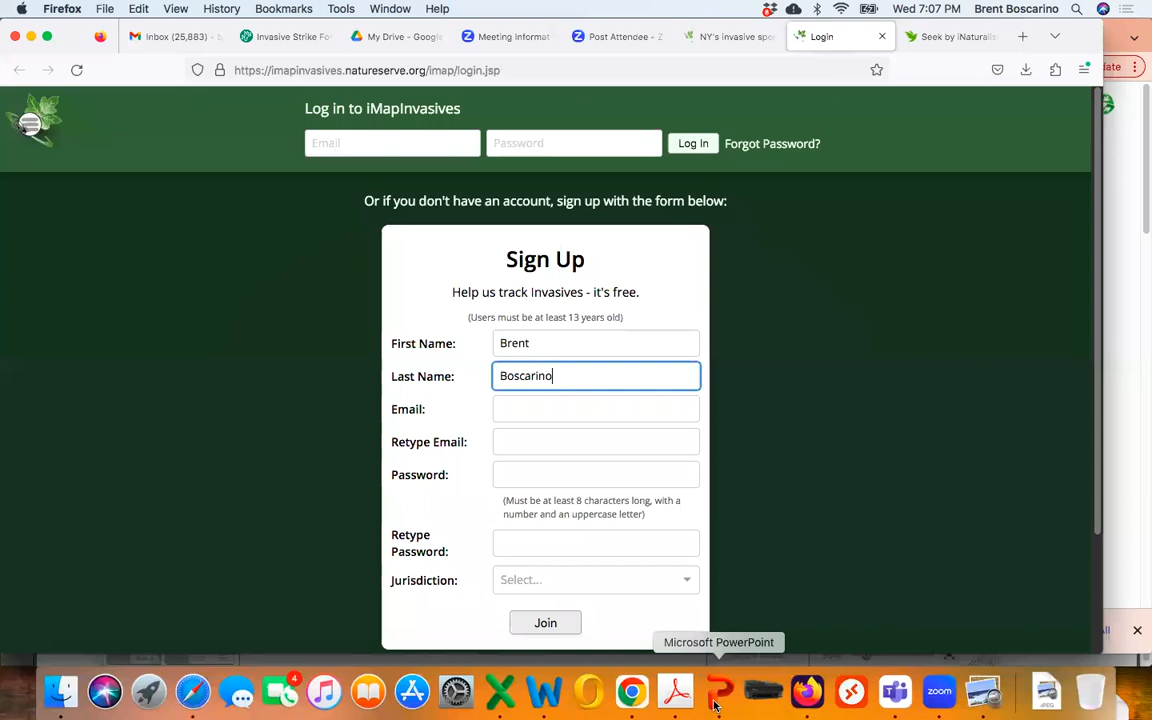 Firefox File Edit View History Bookmarks Tools Window Help Wed 7:07 PM Brent Boscarino
Inbox (25,883) - Invasive Strike Fo My Drive - Google Meeting Informat Post Attendee - Z NY's invasive spe Login Seek by iNaturali
https://imapinvasives.natureserve.org/imap/login.jsp
Log in to iMapInvasives
Email Password Log In Forgot Password?
Or if you don't have an account, sign up with the form below:
Sign Up
Help us track Invasives - it's free.
(Users must be at least 13 years old)
First Name: Brent
Last Name: Boscarino
Email:
Retype Email:
Password:
(Must be at least 8 characters long, with a
number and an uppercase letter)
Retype
Password:
Jurisdiction: Select...
Join
Microsoft PowerPoint
4
zoom
JPEG